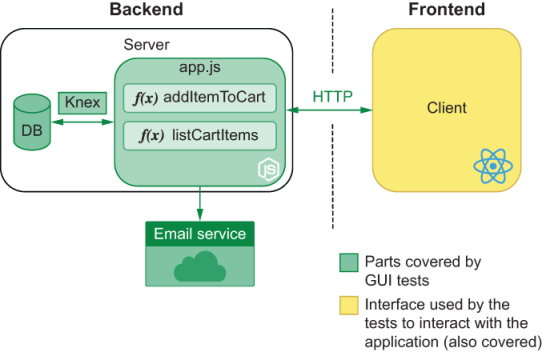 Backend
Frontend
Server
app.js
f(x) addItemToCart
f(x) listCartItems
DB
Knex
HTTP
Client
JS
Email service
Parts covered by
GUI tests
Interface used by the
tests to interact with the
application (also covered)